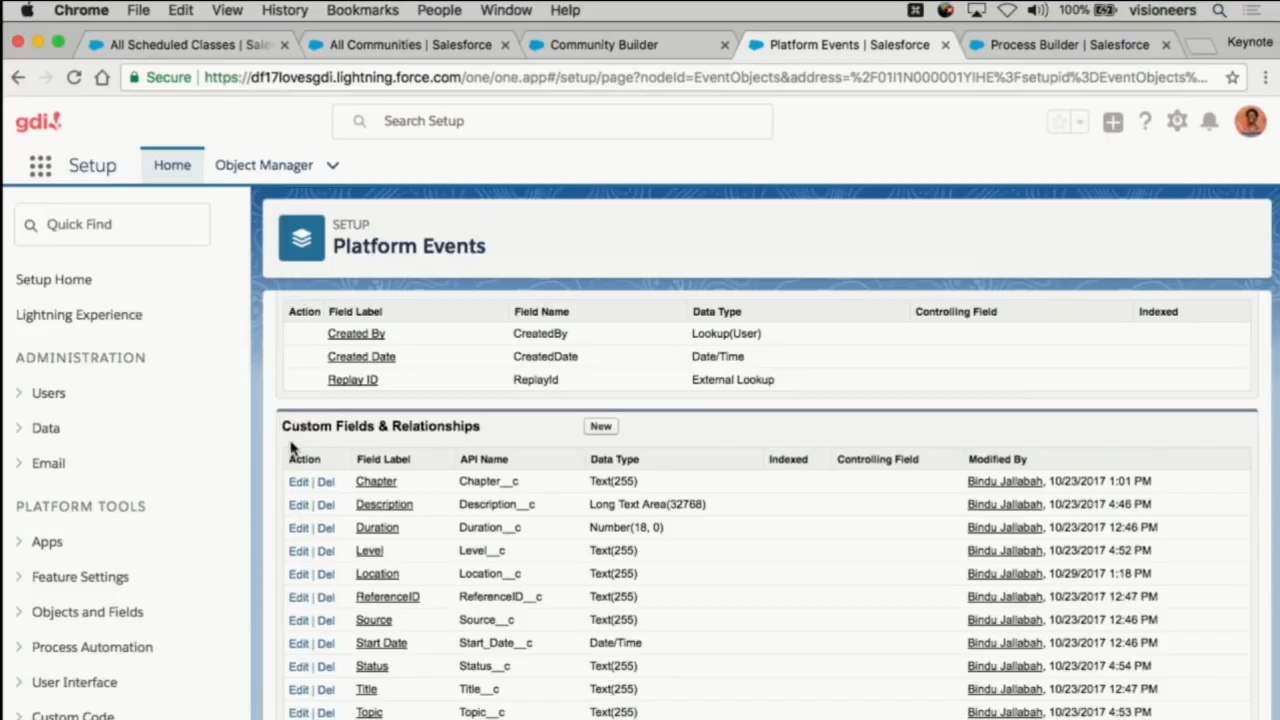 Chrome File Edit View History Bookmarks People Window Help 100% visioneers
All Scheduled Classes | Sale All Communities | Salesforce Community Builder Platform Events | Salesforce Process Builder | Salesforce Keynote
Secure https://df17lovesgdi.lightning.force.com/one/one.app#/setup/page?nodeId=EventObjects&address=%2F01I1N000001YIHE%3Fsetupid%3DEventObjects%...
gdi Search Setup
Setup Home Object Manager
Quick Find
Setup Home
Lightning Experience
ADMINISTRATION
Users
Data
Email
PLATFORM TOOLS
Apps
Feature Settings
Objects and Fields
Process Automation
User Interface
Custom Code
SETUP
Platform Events
Action Field Label Field Name Data Type Controlling Field Indexed
Created By CreatedBy Lookup(User)
Created Date CreatedDate Date/Time
Replay ID ReplayId External Lookup
Custom Fields & Relationships New
Action Field Label API Name Data Type Indexed Controlling Field Modified By
Edit | Del Chapter Chapter__c Text(255) Bindu Jallabah, 10/23/2017 1:01 PM
Edit | Del Description Description__c Long Text Area(32768) Bindu Jallabah, 10/23/2017 4:46 PM
Edit | Del Duration Duration__c Number(18, 0) Bindu Jallabah, 10/23/2017 12:46 PM
Edit | Del Level Level__c Text(255) Bindu Jallabah, 10/23/2017 4:52 PM
Edit | Del Location Location__c Text(255) Bindu Jallabah, 10/29/2017 1:18 PM
Edit | Del ReferenceID ReferenceID__c Text(255) Bindu Jallabah, 10/23/2017 12:47 PM
Edit | Del Source Source__c Text(255) Bindu Jallabah, 10/23/2017 12:46 PM
Edit | Del Start Date Start_Date__c Date/Time Bindu Jallabah, 10/23/2017 12:46 PM
Edit | Del Status Status__c Text(255) Bindu Jallabah, 10/23/2017 4:54 PM
Edit | Del Title Title__c Text(255) Bindu Jallabah, 10/23/2017 12:47 PM
Edit | Del Topic Topic__c Text(255) Bindu Jallabah, 10/23/2017 4:53 PM